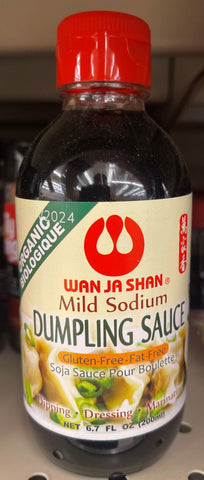 2024
ORGANIC
BIOLOGIQUE
WAN JA SHAN®
Mild Sodium
DUMPLING SAUCE
Gluten-Free • Fat-Free
Soja Sauce Pour Boulette
Dipping • Dressing • Marinating
NET 6.7 FL OZ (200ml)